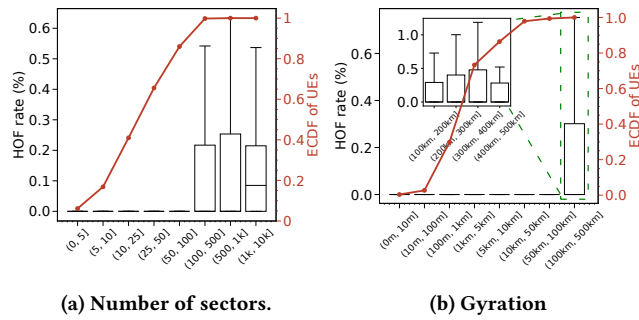 HOF rate (%)
0.6
0.5
0.4
0.3
0.2
0.1
0.0
1
0.8
0.6
0.4
0.2
0
ECDF of UEs
(0, 5]
(5, 10]
(10, 25]
(25, 50]
(50, 100]
(100, 500]
(500, 1k]
(1k, 10k]
(a) Number of sectors.
HOF rate (%)
0.6
0.4
0.2
0.0
1.0
0.5
0.0
(100km, 200km)
(200km, 300km)
(300km, 400km)
(400km, 500km)
1.0
0.8
0.6
0.4
0.2
0.0
ECDF of UEs
(0m, 10m]
(10m, 100m]
(100m, 1km]
(1km, 5km]
(5km, 10km]
(10km, 50km]
(50km, 100km]
(100km, 500km]
(b) Gyration